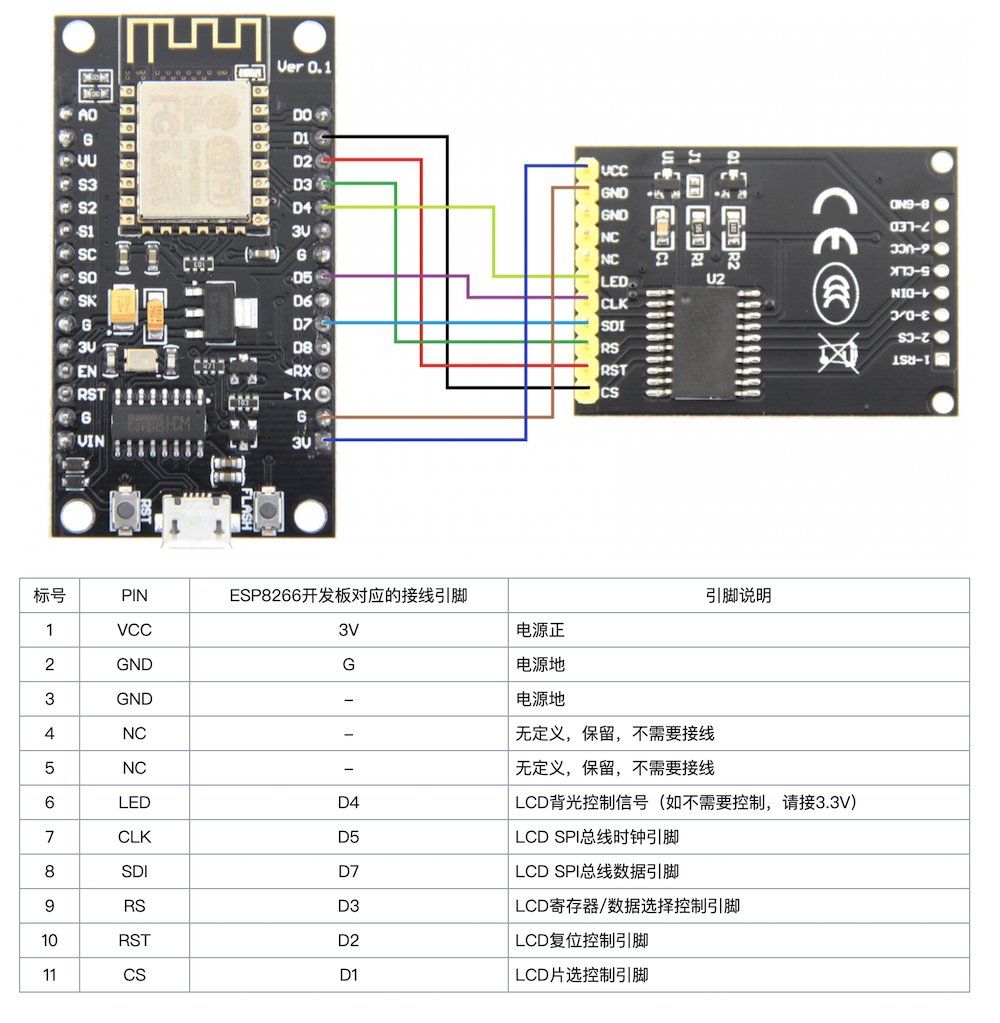 Ver 0.1
A0
G
VU
S3
S2
S1
SC
SO
SK
G
3V
EN
RST
G
VIN
D0
D1
D2
D3
D4
3V
G
D5
D6
D7
D8
RX
TX
G
3V
103
103
RST
FLASH
VCC
GND
GND
NC
NC
LED
CLK
SDI
RS
RST
CS
U1
J1
Q1
C1
R1
R2
U2
CE
8-GND
7-LED
6-VCC
5-CLK
4-DIN
3-D/C
2-CS
1-RST
标号 PIN ESP8266开发板对应的接线引脚 引脚说明
1 VCC 3V 电源正
2 GND G 电源地
3 GND – 电源地
4 NC – 无定义，保留，不需要接线
5 NC – 无定义，保留，不需要接线
6 LED D4 LCD背光控制信号（如不需要控制，请接3.3V）
7 CLK D5 LCD SPI总线时钟引脚
8 SDI D7 LCD SPI总线数据引脚
9 RS D3 LCD寄存器/数据选择控制引脚
10 RST D2 LCD复位控制引脚
11 CS D1 LCD片选控制引脚